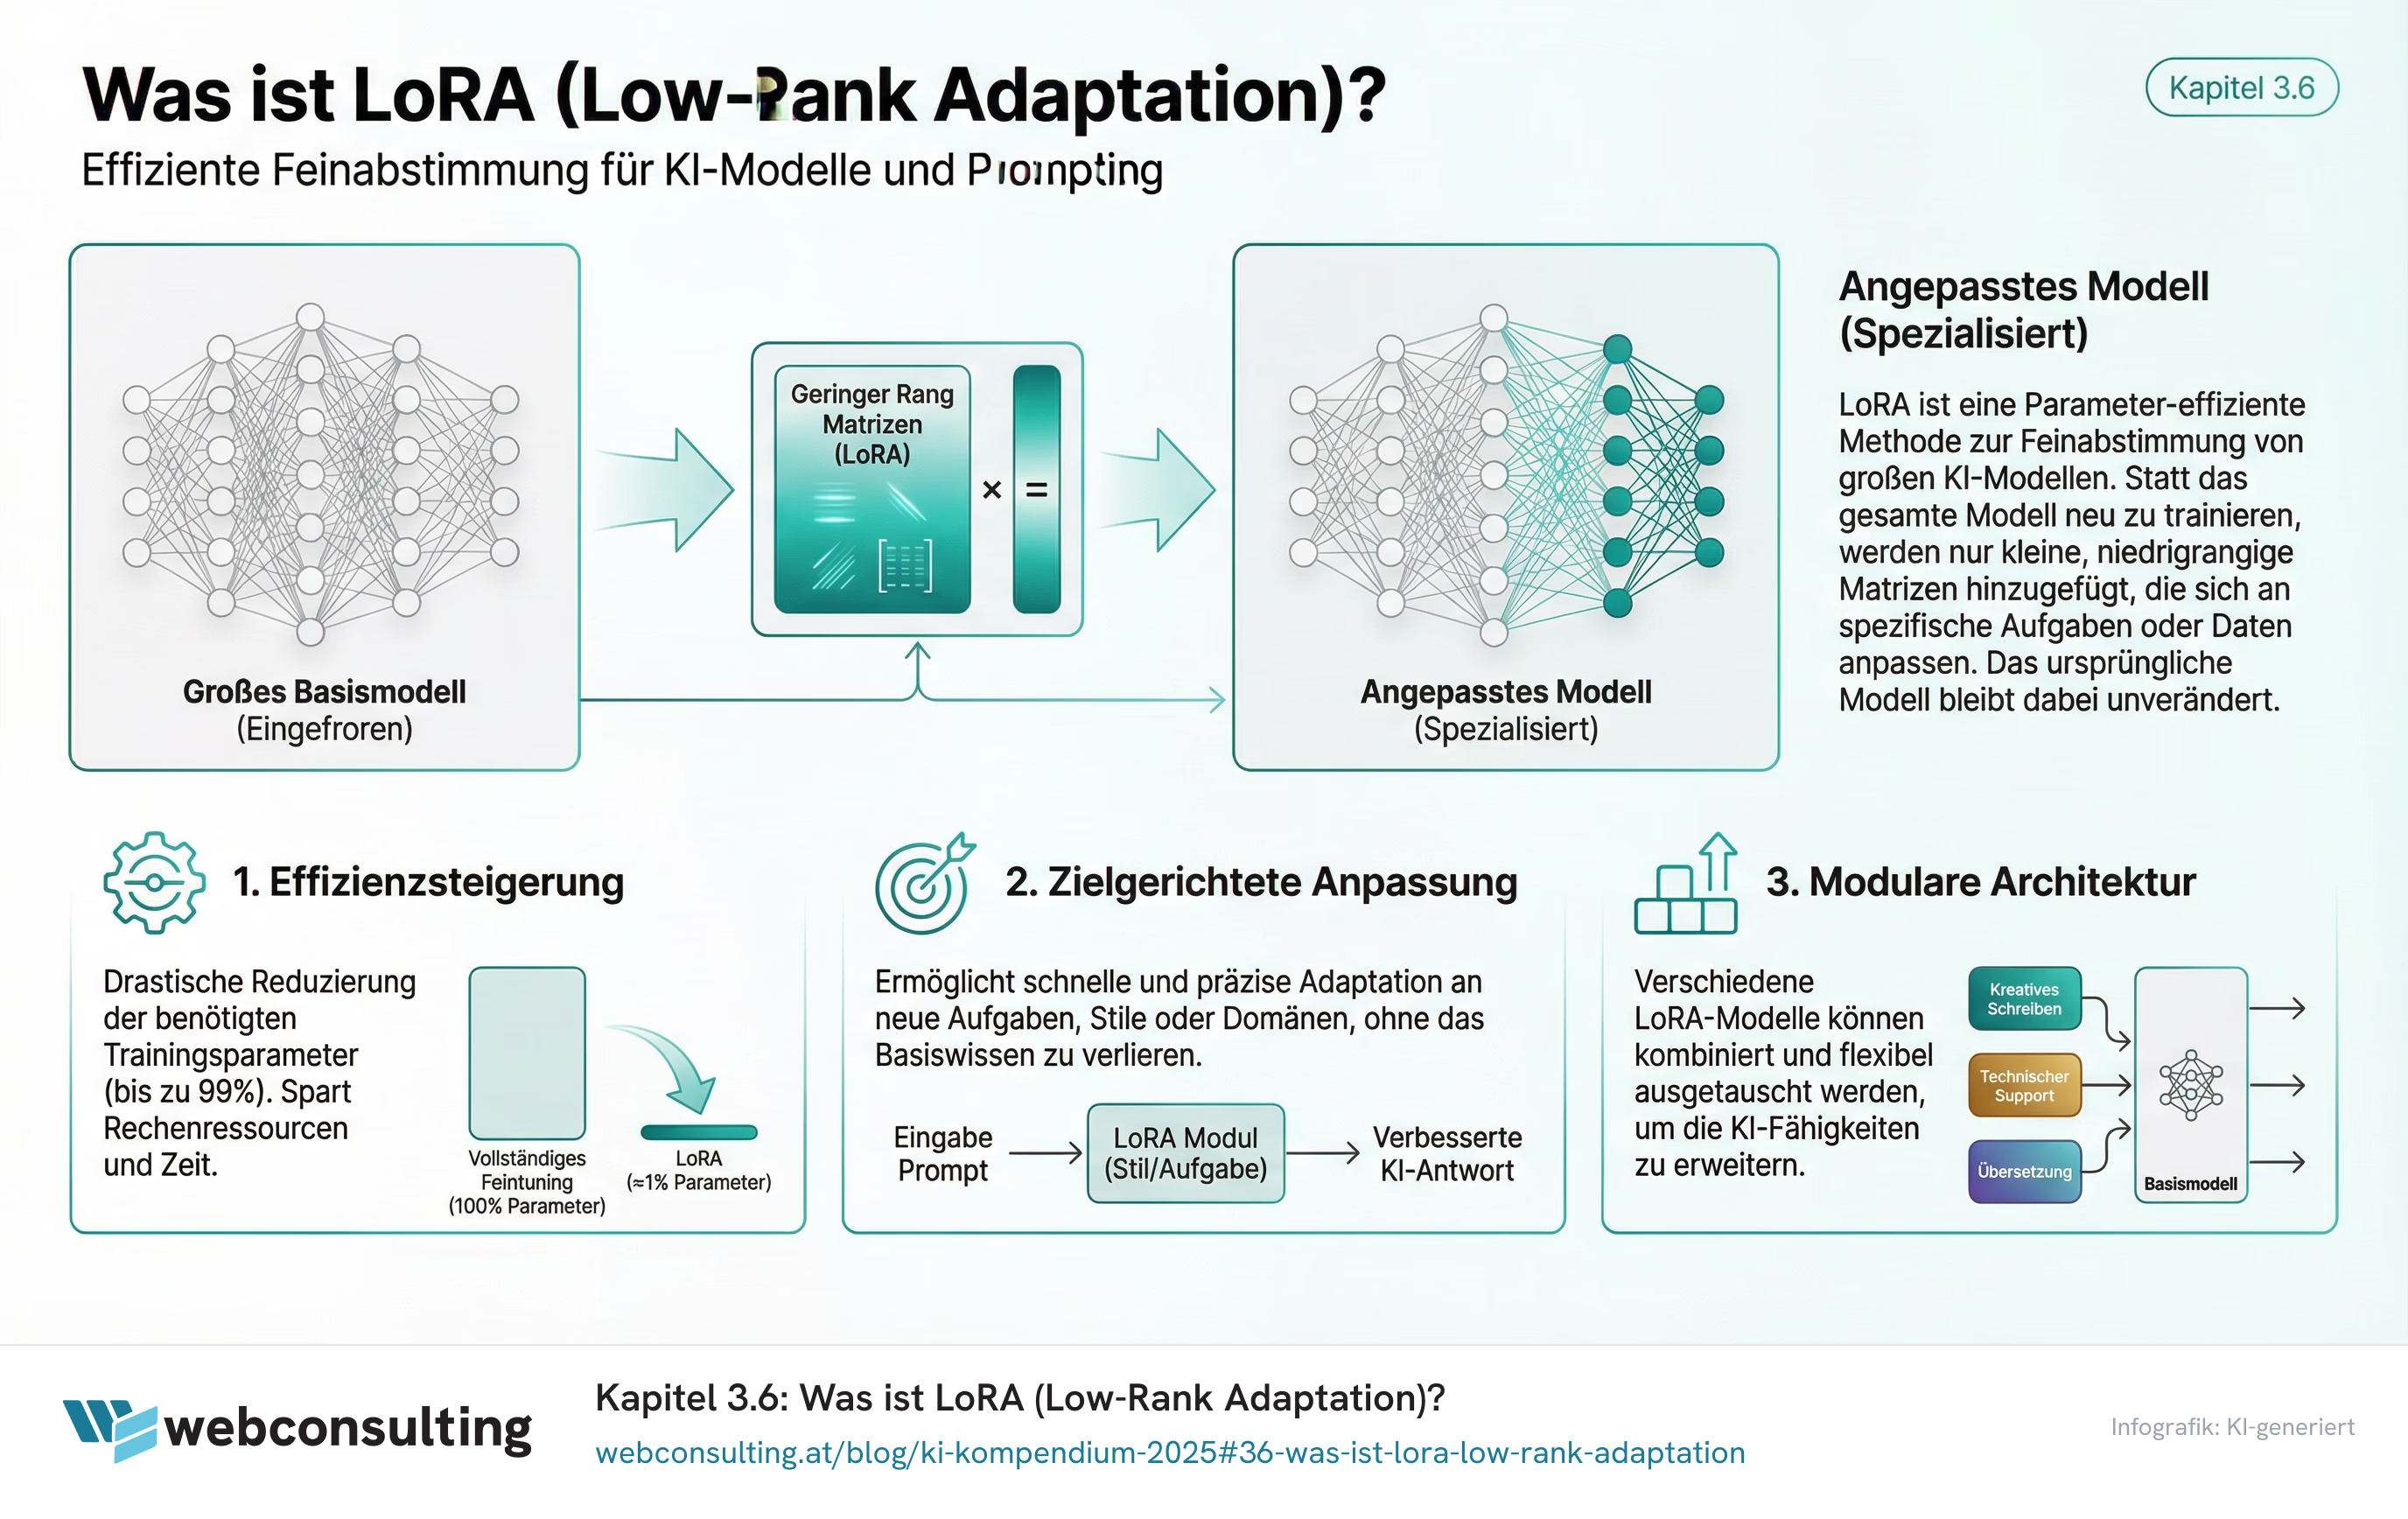 Was ist LoRA (Low-Rank Adaptation)?
Kapitel 3.6
Effiziente Feinabstimmung für KI-Modelle und Prompting
Großes Basismodell
(Eingefroren)
Geringer Rang
Matrizen
(LoRA)
× =
Angepasstes Modell
(Spezialisiert)
Angepasstes Modell
(Spezialisiert)
LoRA ist eine Parameter-effiziente
Methode zur Feinabstimmung von
großen KI-Modellen. Statt das
gesamte Modell neu zu trainieren,
werden nur kleine, niedrigrangige
Matrizen hinzugefügt, die sich an
spezifische Aufgaben oder Daten
anpassen. Das ursprüngliche
Modell bleibt dabei unverändert.
1. Effizienzsteigerung
Drastische Reduzierung
der benötigten
Trainingsparameter
(bis zu 99%). Spart
Rechenressourcen
und Zeit.
Vollständiges
Feintuning
(100% Parameter)
LoRA
(≈1% Parameter)
2. Zielgerichtete Anpassung
Ermöglicht schnelle und präzise Adaptation an
neue Aufgaben, Stile oder Domänen, ohne das
Basiswissen zu verlieren.
Eingabe
Prompt
LoRA Modul
(Stil/Aufgabe)
Verbesserte
KI-Antwort
3. Modulare Architektur
Verschiedene
LoRA-Modelle können
kombiniert und flexibel
ausgetauscht werden,
um die KI-Fähigkeiten
zu erweitern.
Kreatives
Schreiben
Technischer
Support
Übersetzung
Basismodell
webconsulting
Kapitel 3.6: Was ist LoRA (Low-Rank Adaptation)?
webconsulting.at/blog/ki-kompendium-2025#36-was-ist-lora-low-rank-adaptation
Infografik: KI-generiert